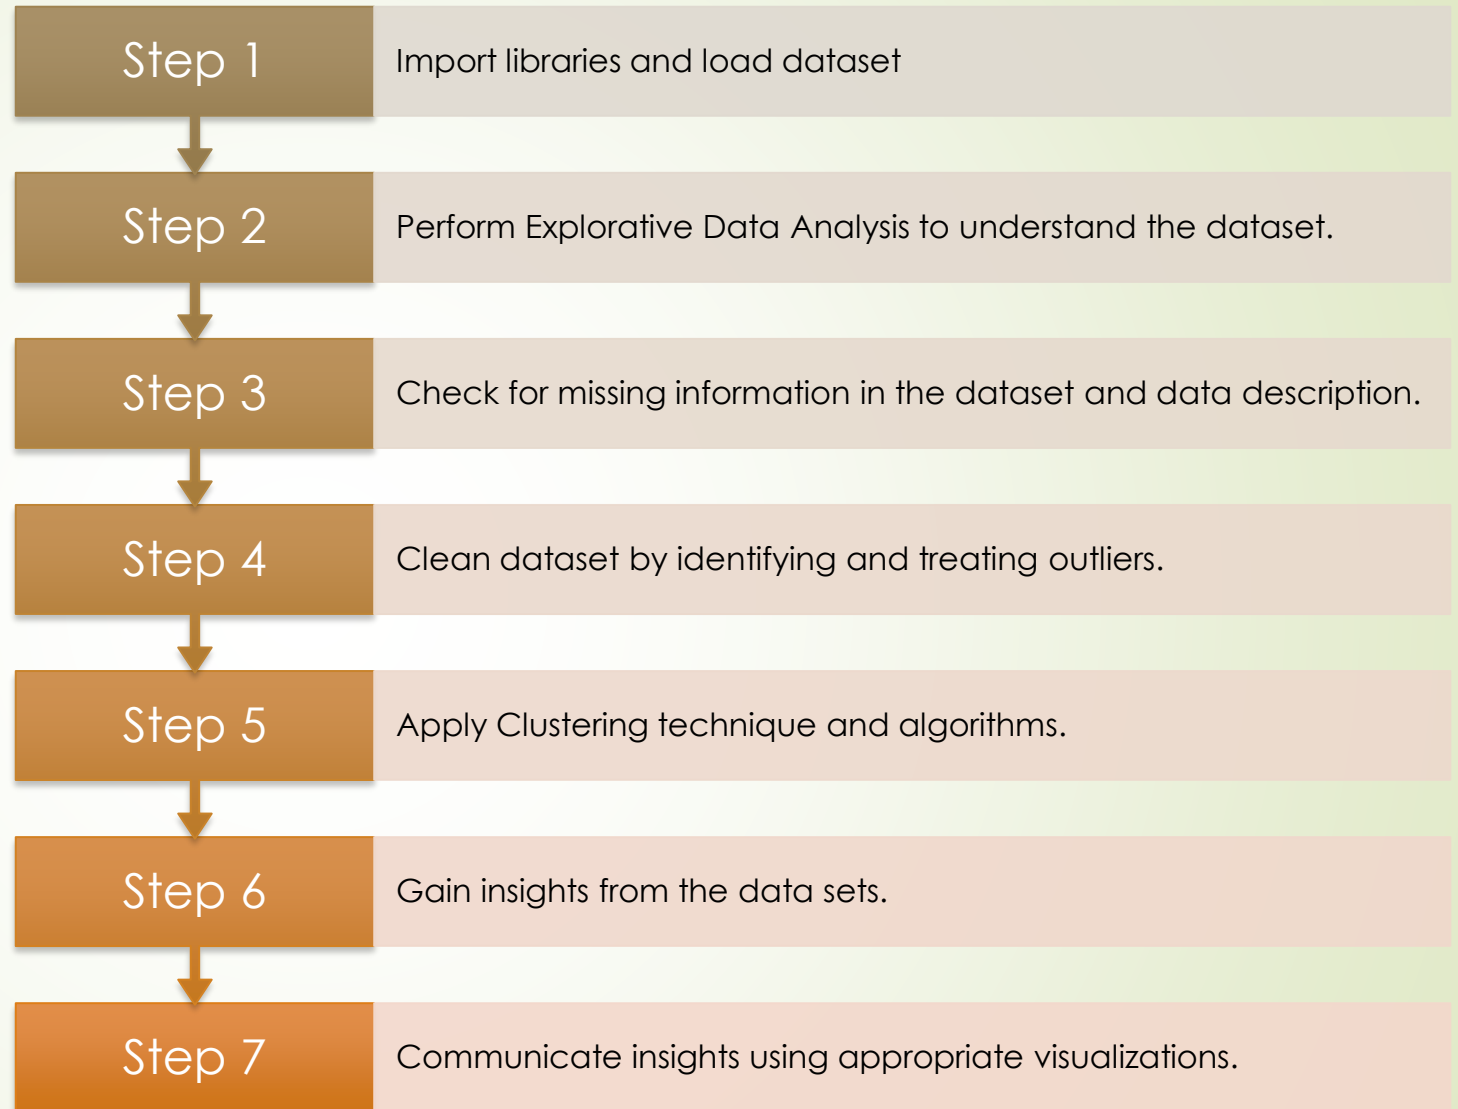 Step 1
Import libraries and load dataset
Step 2
Perform Explorative Data Analysis to understand the dataset.
Step 3
Check for missing information in the dataset and data description.
Step 4
Clean dataset by identifying and treating outliers.
Step 5
Apply Clustering technique and algorithms.
Step 6
Gain insights from the data sets.
Step 7
Communicate insights using appropriate visualizations.